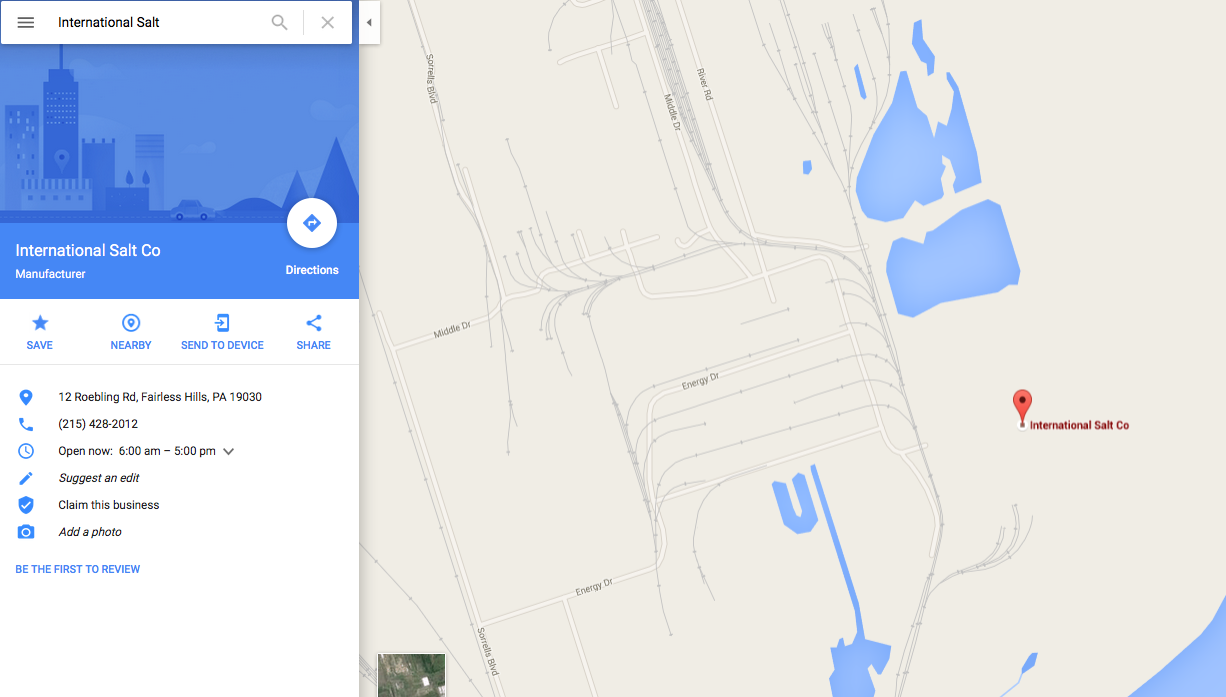 International Salt
International Salt Co
Manufacturer
Directions
SAVE
NEARBY
SEND TO DEVICE
SHARE
12 Roebling Rd, Fairless Hills, PA 19030
(215) 428-2012
Open now: 6:00 am – 5:00 pm
Suggest an edit
Claim this business
Add a photo
BE THE FIRST TO REVIEW
Sorrells Blvd
Middle Dr
River Rd
Middle Dr
Energy Dr
International Salt Co
Energy Dr
Sorrells Blvd